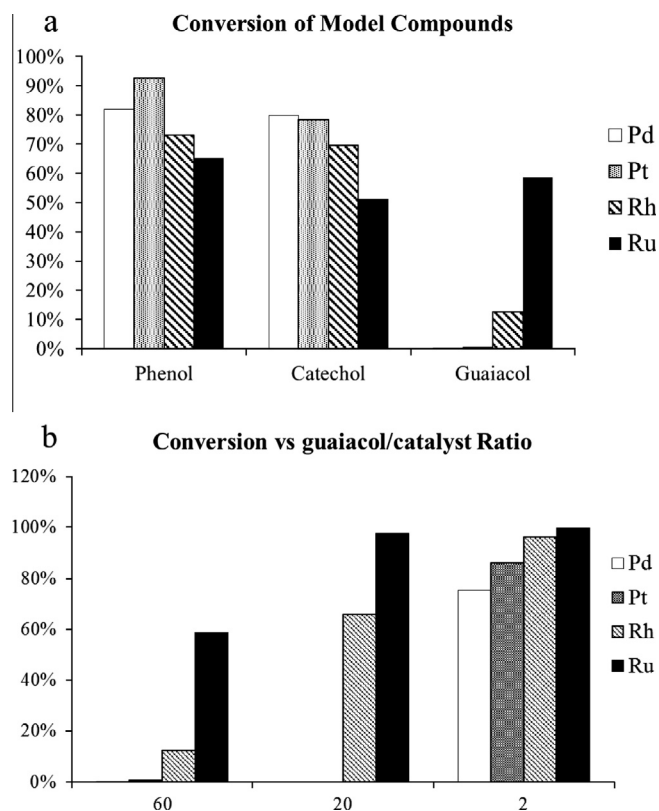 a
Conversion of Model Compounds
100%
90%
80%
70%
60%
50%
40%
30%
20%
10%
0%
Phenol Catechol Guaiacol
Pd
Pt
Rh
Ru
b
Conversion vs guaiacol/catalyst Ratio
120%
100%
80%
60%
40%
20%
0%
60 20 2
Pd
Pt
Rh
Ru